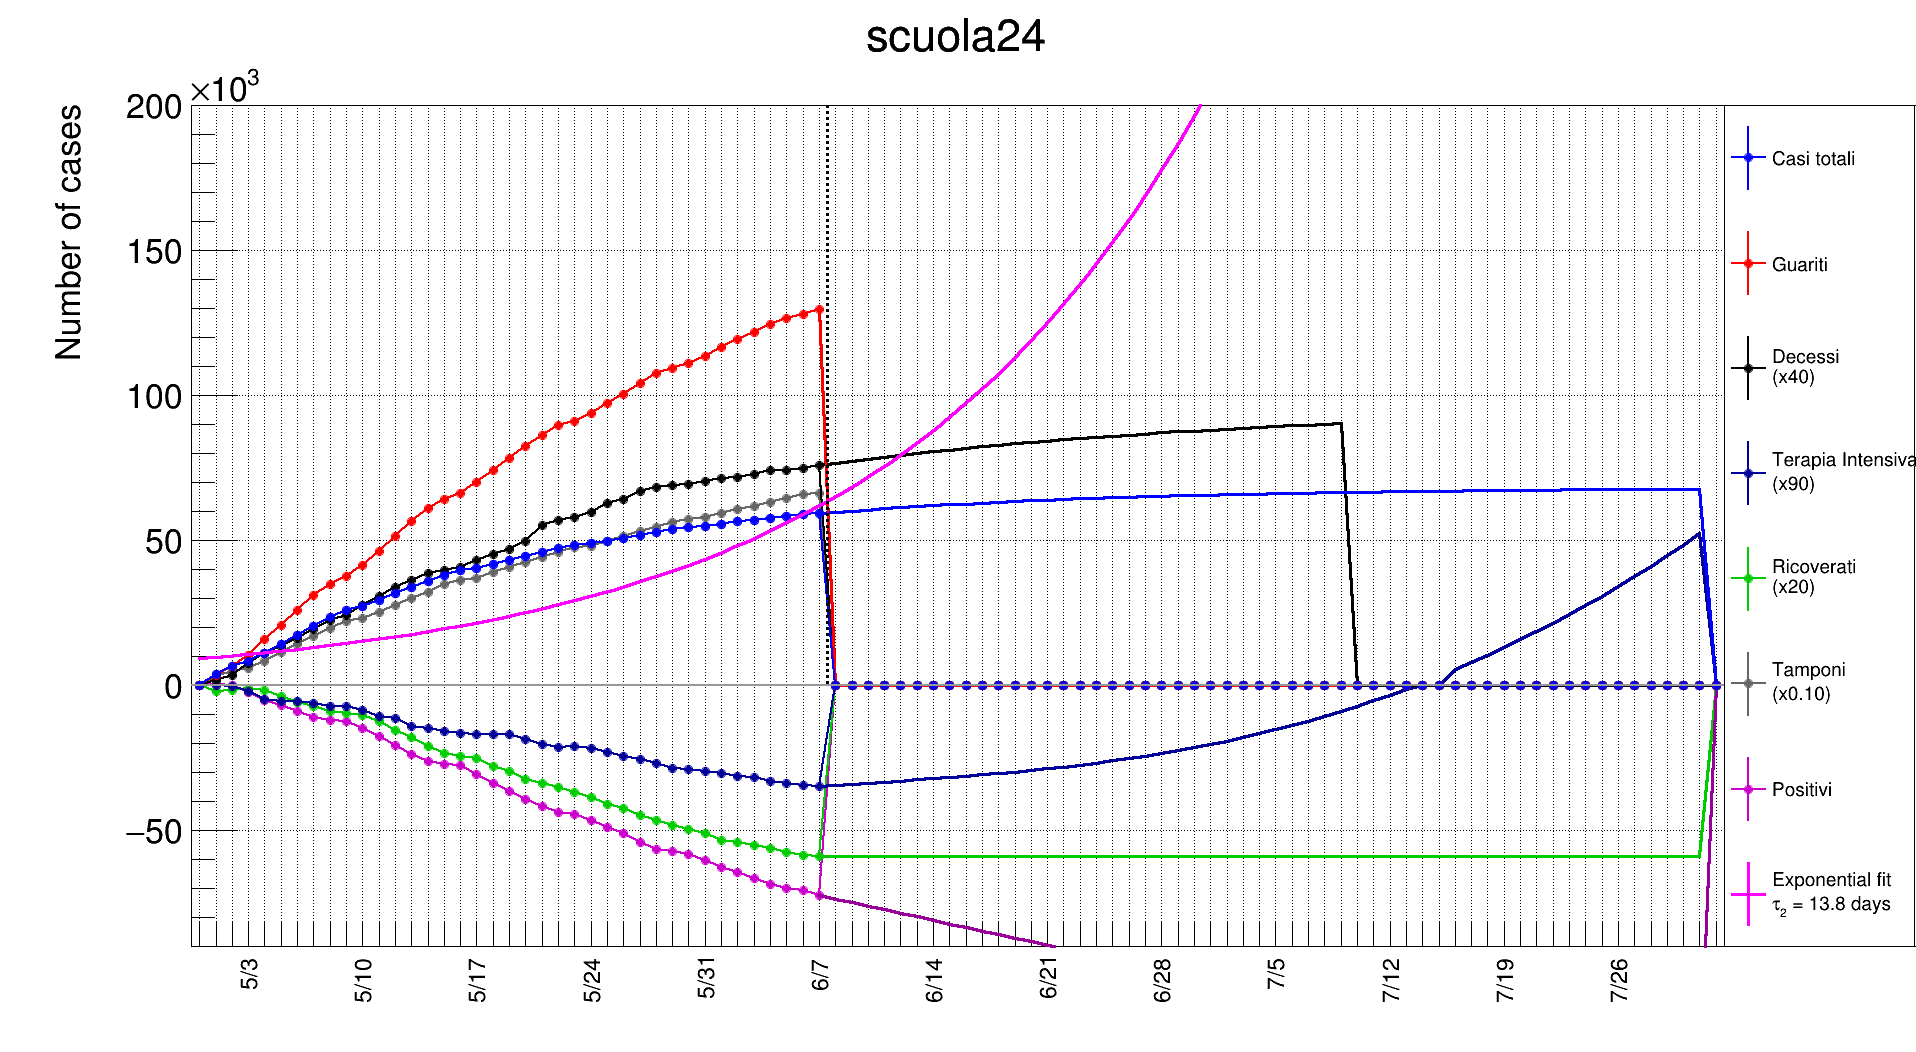 scuola24
×10³
Number of cases
200
150
100
50
0
−50
5/3
5/10
5/17
5/24
5/31
6/7
6/14
6/21
6/28
7/5
7/12
7/19
7/26
Casi totali
Guariti
Decessi
(x40)
Terapia Intensiva
(x90)
Ricoverati
(x20)
Tamponi
(x0.10)
Positivi
Exponential fit
τ₂ = 13.8 days